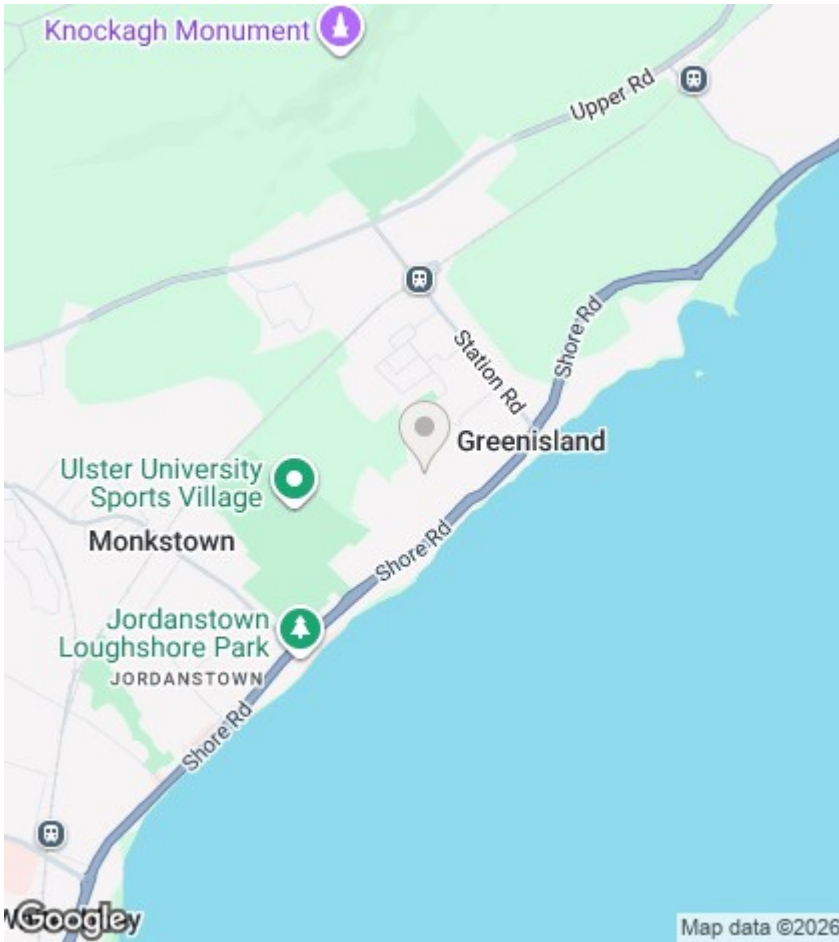 Knockagh Monument
Upper Rd
Shore Rd
Station Rd
Greenisland
Ulster University
Sports Village
Monkstown
Shore Rd
Jordanstown
Loughshore Park
JORDANSTOWN
Shore Rd
Google
Map data ©2026